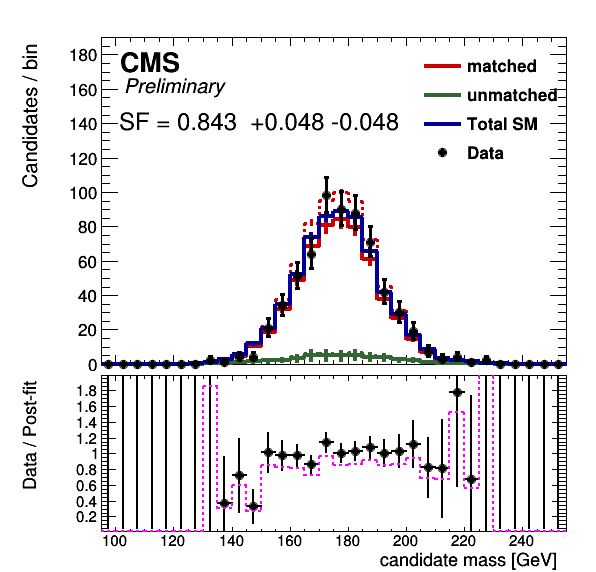 CMS
Preliminary
SF = 0.843 +0.048 -0.048
matched
unmatched
Total SM
Data
Candidates / bin
180
160
140
120
100
80
60
40
20
0
Data / Post-fit
1.8
1.6
1.4
1.2
1
0.8
0.6
0.4
0.2
100 120 140 160 180 200 220 240
candidate mass [GeV]